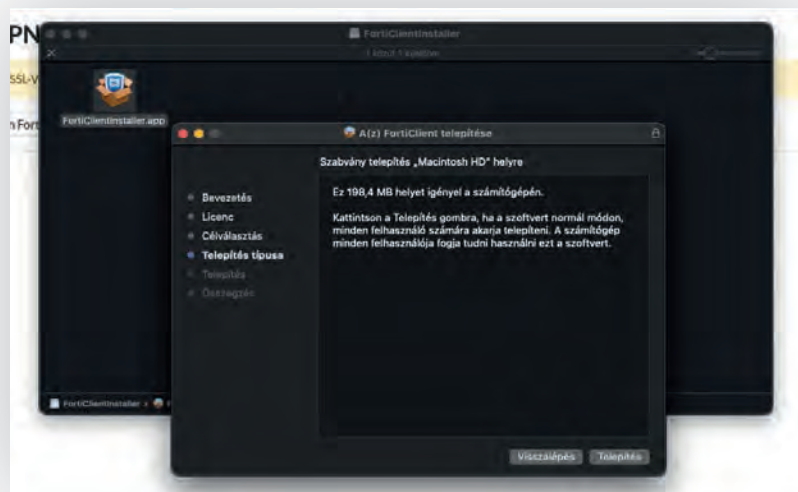 PN
FortiClientInstaller
SSL-V
n Fort
FortiClientInstaller.app
A(z) FortiClient telepítése
Szabvány telepítés „Macintosh HD” helyre
Bevezetés
Licenc
Célválasztás
Telepítés típusa
Telepítés
Összegzés
Ez 198,4 MB helyet igényel a számítógépén.
Kattintson a Telepítés gombra, ha a szoftvert normál módon,
minden felhasználó számára akarja telepíteni. A számítógép
minden felhasználója fogja tudni használni ezt a szoftvert.
FortiClientInstaller
Visszalépés
Telepítés